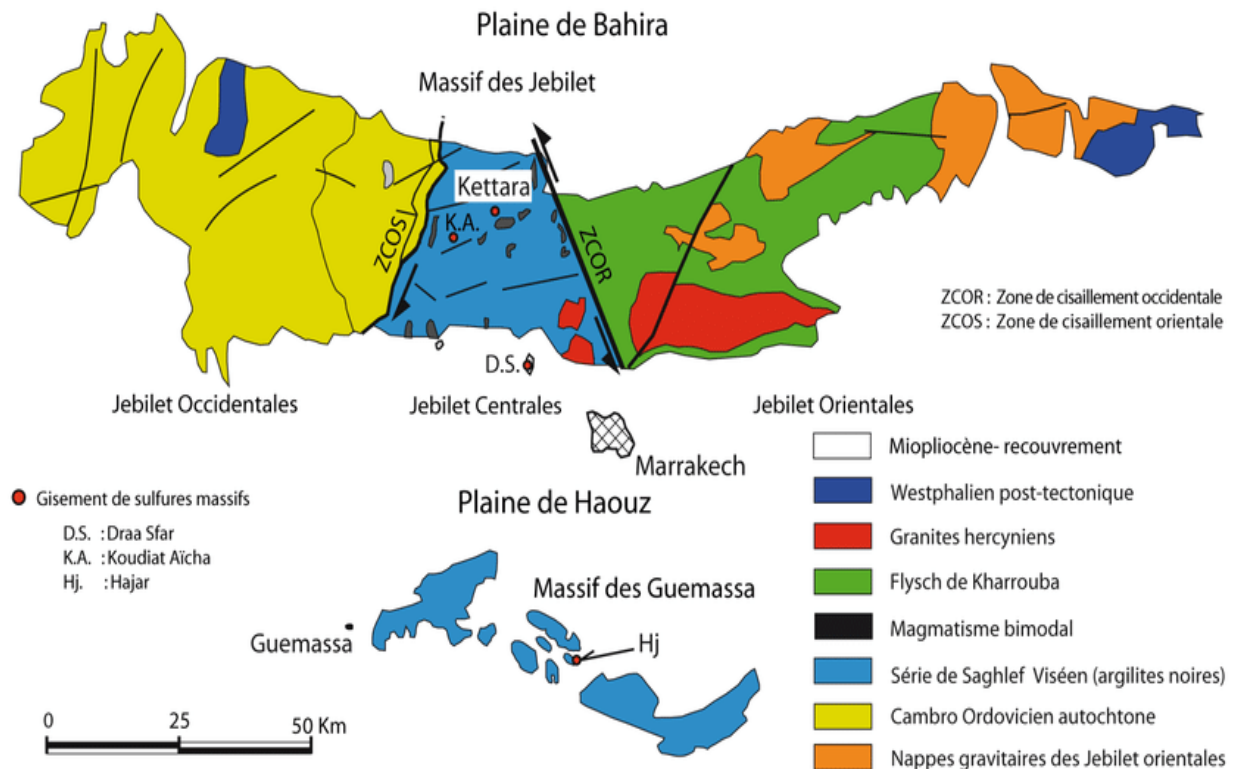 Plaine de Bahira
Massif des Jebilet
Kettara
K.A.
ZCOS
ZCOR
D.S.
ZCOR : Zone de cisaillement occidentale
ZCOS : Zone de cisaillement orientale
Jebilet Occidentales
Jebilet Centrales
Jebilet Orientales
Marrakech
Plaine de Haouz
Gisement de sulfures massifs
D.S. : Draa Sfar
K.A. : Koudiat Aïcha
Hj. : Hajar
Massif des Guemassa
Guemassa
Hj
Miopliocène- recouvrement
Westphalien post-tectonique
Granites hercyniens
Flysch de Kharrouba
Magmatisme bimodal
Série de Saghlef Viséen (argilites noires)
Cambro Ordovicien autochtone
Nappes gravitaires des Jebilet orientales
0 25 50 Km